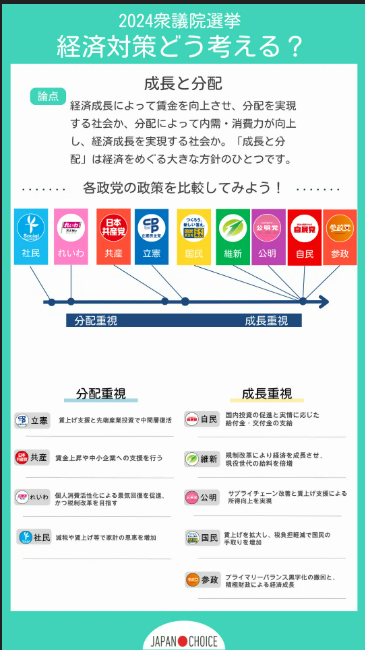 2024衆議院選挙
経済対策どう考える？
成長と分配
論点
経済成長によって賃金を向上させ、分配を実現
する社会か、分配によって内需・消費力が向上
し、経済成長を実現する社会か。「成長と分
配」は経済をめぐる大きな方針のひとつです。
各政党の政策を比較してみよう！
社民
れいわ
日本
共産党
共産
立憲
国民
維新
公明党
公明
自民党
自民
参政
分配重視
成長重視
分配重視
立憲
賃上げ支援と先端産業投資で中間層復活
共産
賃金上昇や中小企業への支援を行う
れいわ
個人消費活性化による景気回復を促進、
かつ税制改革を目指す
社民
減税や賃上げ等で家計の恩恵を増加
成長重視
自民
国内投資の促進と実情に応じた
給付金・交付金の支給
維新
規制改革により経済を成長させ、
現役世代の給料を倍増
公明
サプライチェーン改善と賃上げ支援による
所得向上を実現
国民
賃上げを拡大し、税負担軽減で国民の
手取りを増加
参政
プライマリーバランス黒字化の撤回と、
積極財政による経済成長
JAPAN CHOICE